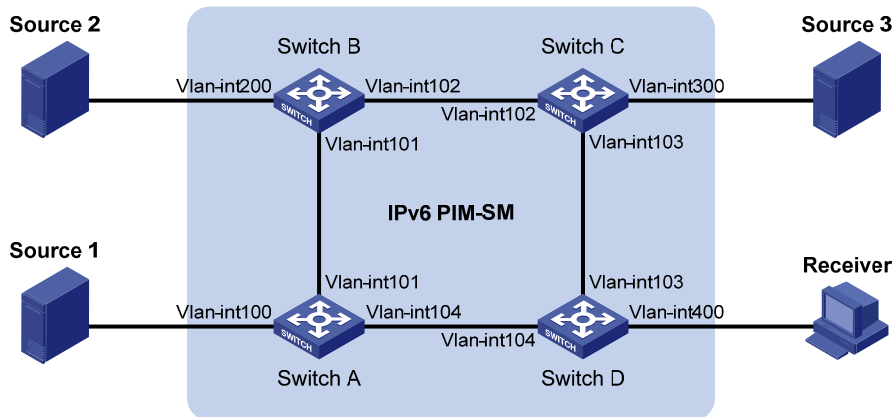 Source 2
Switch B
Switch C
Source 3
Vlan-int200
Vlan-int102
Vlan-int300
SWITCH
Vlan-int102
SWITCH
Vlan-int101
Vlan-int103
IPv6 PIM-SM
Source 1
Vlan-int101
Vlan-int103
Receiver
Vlan-int100
Vlan-int104
Vlan-int400
SWITCH
Vlan-int104
SWITCH
Switch A
Switch D